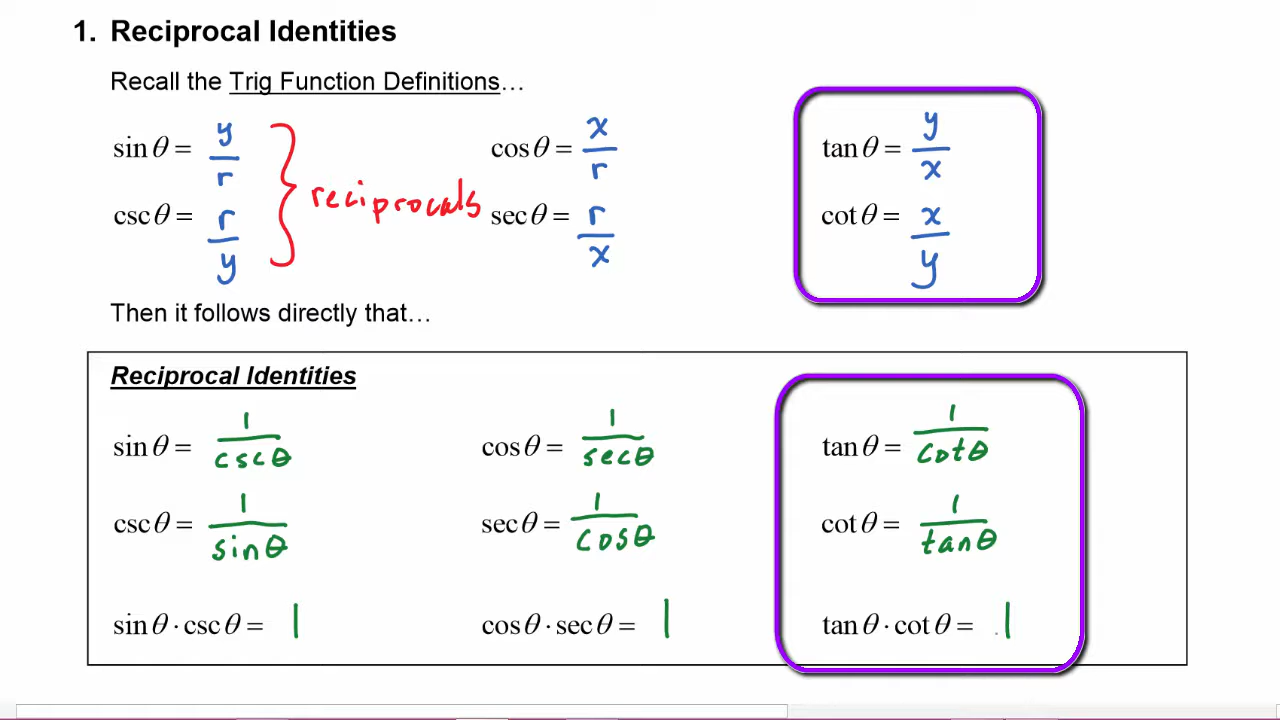 1. Reciprocal Identities
Recall the Trig Function Definitions…
sin θ = y/r
cos θ = x/r
tan θ = y/x
reciprocals
csc θ = r/y
sec θ = r/x
cot θ = x/y
Then it follows directly that…
Reciprocal Identities
sin θ = 1/cscθ
cos θ = 1/secθ
tan θ = 1/cotθ
csc θ = 1/sinθ
sec θ = 1/cosθ
cot θ = 1/tanθ
sin θ · csc θ = 1
cos θ · sec θ = 1
tan θ · cot θ = 1